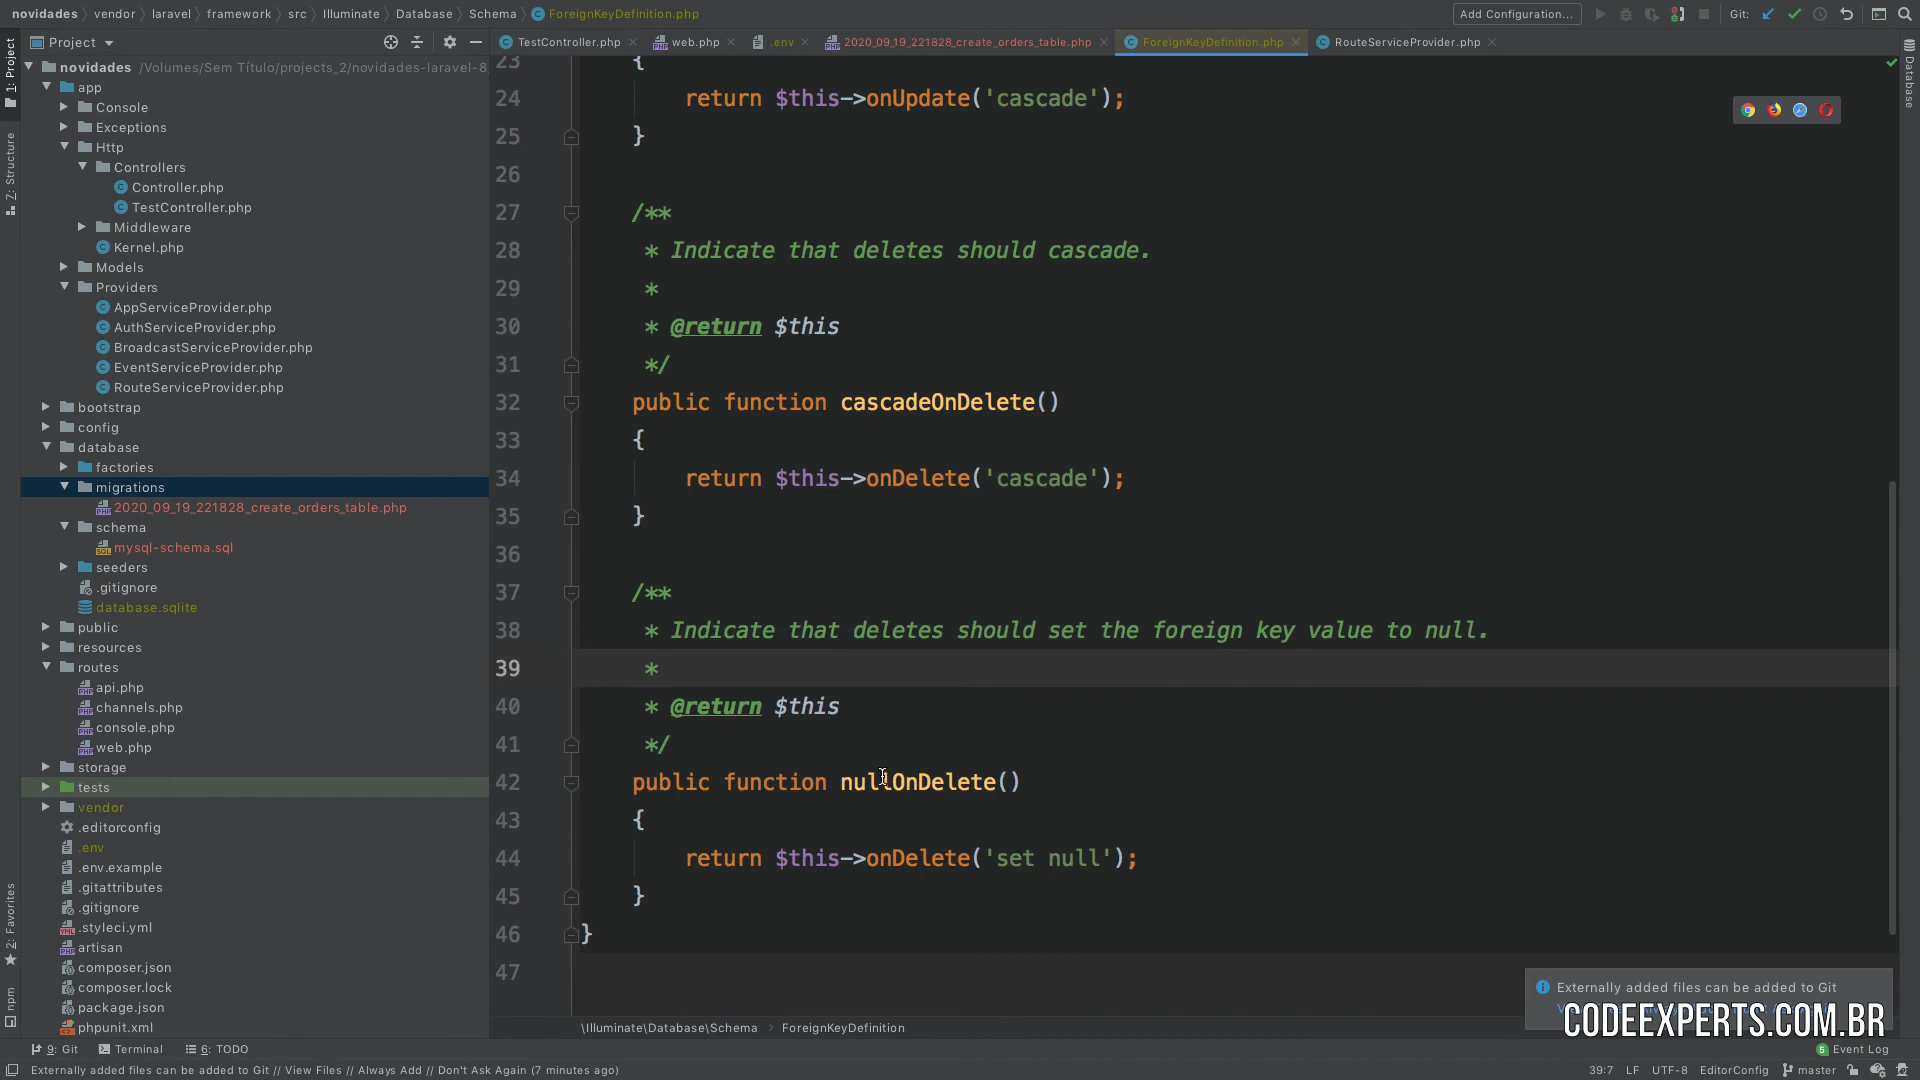 novidades vendor laravel framework src Illuminate Database Schema ForeignKeyDefinition.php
Add Configuration... Git:
Project
TestController.php web.php .env 2020_09_19_221828_create_orders_table.php ForeignKeyDefinition.php RouteServiceProvider.php
1: Project
Z: Structure
2: Favorites
npm
Database
novidades /Volumes/Sem Título/projects_2/novidades-laravel-8
app
Console
Exceptions
Http
Controllers
Controller.php
TestController.php
Middleware
Kernel.php
Models
Providers
AppServiceProvider.php
AuthServiceProvider.php
BroadcastServiceProvider.php
EventServiceProvider.php
RouteServiceProvider.php
bootstrap
config
database
factories
migrations
2020_09_19_221828_create_orders_table.php
schema
mysql-schema.sql
seeders
.gitignore
database.sqlite
public
resources
routes
api.php
channels.php
console.php
web.php
storage
tests
vendor
.editorconfig
.env
.env.example
.gitattributes
.gitignore
.styleci.yml
artisan
composer.json
composer.lock
package.json
phpunit.xml
23 {
24 return $this->onUpdate('cascade');
25 }
26
27 /**
28 * Indicate that deletes should cascade.
29 *
30 * @return $this
31 */
32 public function cascadeOnDelete()
33 {
34 return $this->onDelete('cascade');
35 }
36
37 /**
38 * Indicate that deletes should set the foreign key value to null.
39 *
40 * @return $this
41 */
42 public function nullOnDelete()
43 {
44 return $this->onDelete('set null');
45 }
46 }
47
Externally added files can be added to Git
CODEEXPERTS.COM.BR
\Illuminate\Database\Schema ForeignKeyDefinition
9: Git Terminal 6: TODO 5 Event Log
Externally added files can be added to Git // View Files // Always Add // Don't Ask Again (7 minutes ago) 39:7 LF UTF-8 EditorConfig master